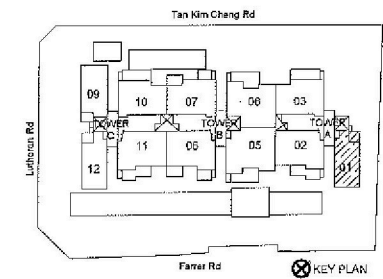 Tan Kim Cheng Rd
Lutheran Rd
09
10
07
06
03
TOWER
C
TOWER
B
TOWER
A
12
11
06
05
02
01
Farrer Rd
KEY PLAN